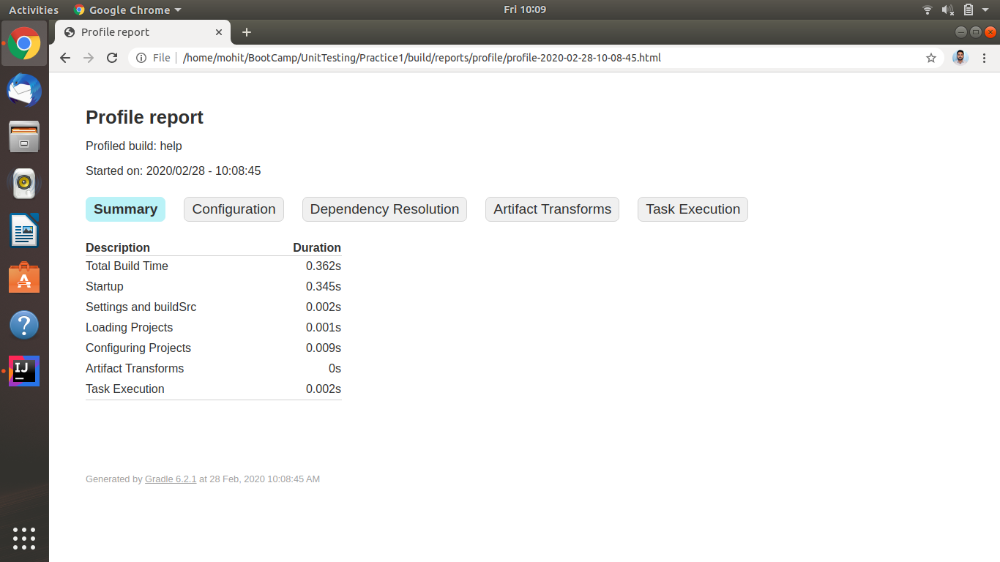 Activities Google Chrome Fri 10:09
Profile report
File /home/mohit/BootCamp/UnitTesting/Practice1/build/reports/profile/profile-2020-02-28-10-08-45.html
Profile report
Profiled build: help
Started on: 2020/02/28 - 10:08:45
Summary Configuration Dependency Resolution Artifact Transforms Task Execution
Description Duration
Total Build Time 0.362s
Startup 0.345s
Settings and buildSrc 0.002s
Loading Projects 0.001s
Configuring Projects 0.009s
Artifact Transforms 0s
Task Execution 0.002s
IJ
Generated by Gradle 6.2.1 at 28 Feb, 2020 10:08:45 AM